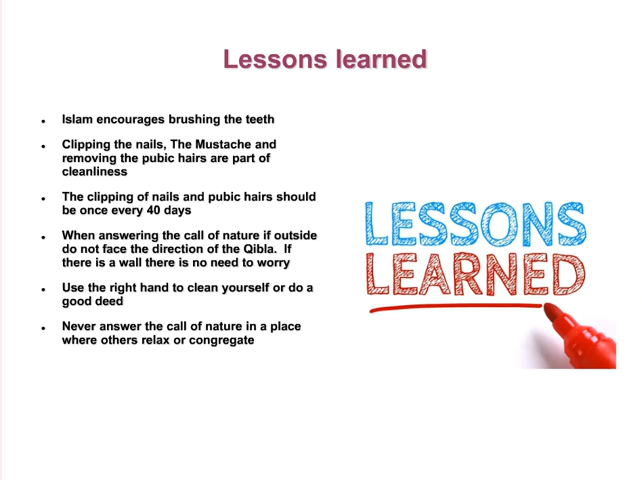 Lessons learned
Islam encourages brushing the teeth
Clipping the nails, The Mustache and
removing the pubic hairs are part of
cleanliness
The clipping of nails and pubic hairs should
be once every 40 days
When answering the call of nature if outside
do not face the direction of the Qibla.  If
there is a wall there is no need to worry
Use the right hand to clean yourself or do a
good deed
Never answer the call of nature in a place
where others relax or congregate
LESSONS
LEARNED